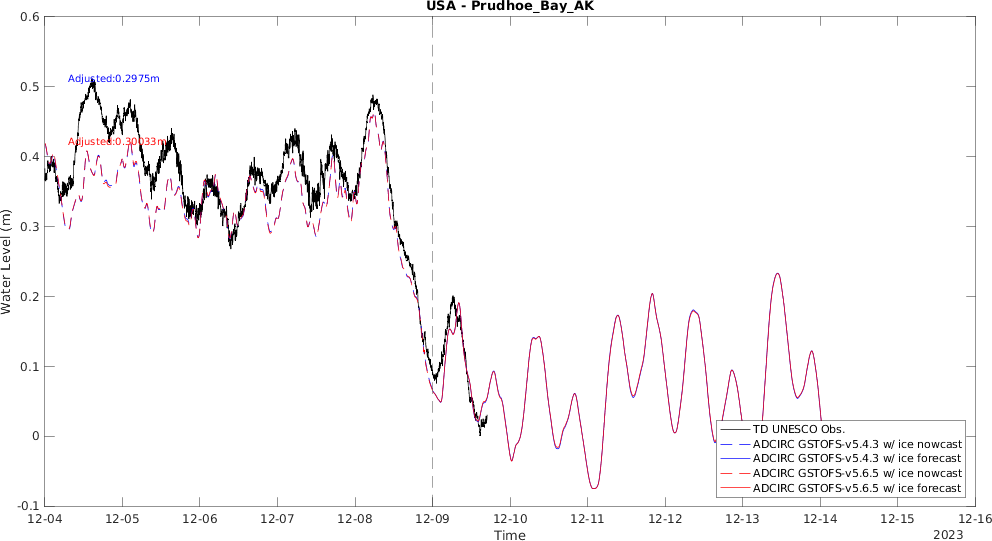 USA - Prudhoe_Bay_AK
0.6
0.5
0.4
0.3
0.2
0.1
0
-0.1
Water Level (m)
Adjusted:0.2975m
Adjusted:0.30033m
TD UNESCO Obs.
ADCIRC GSTOFS-v5.4.3 w/ ice nowcast
ADCIRC GSTOFS-v5.4.3 w/ ice forecast
ADCIRC GSTOFS-v5.6.5 w/ ice nowcast
ADCIRC GSTOFS-v5.6.5 w/ ice forecast
12-04 12-05 12-06 12-07 12-08 12-09 12-10 12-11 12-12 12-13 12-14 12-15 12-16
Time
2023